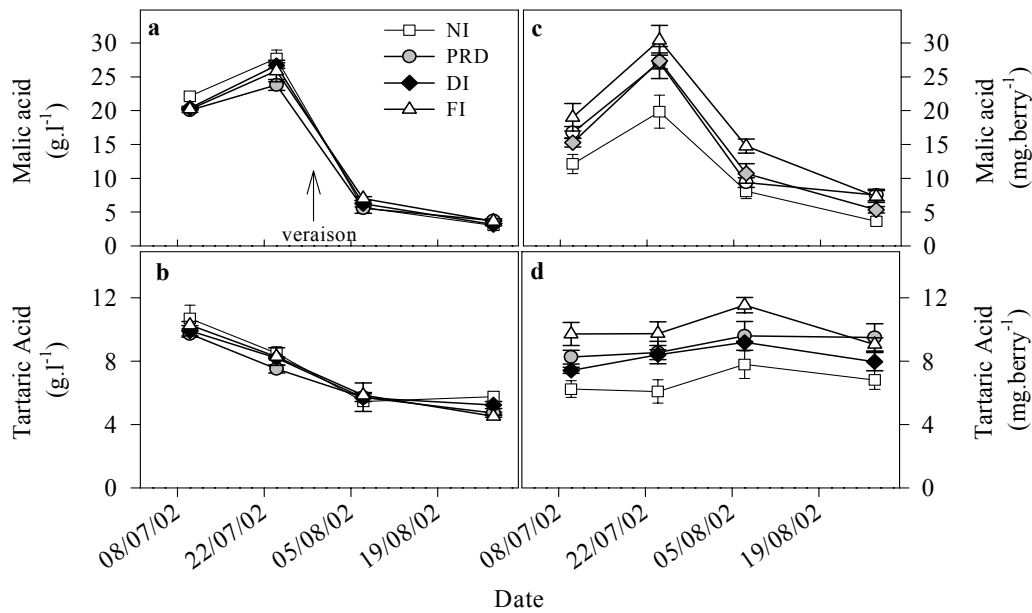 a
NI
PRD
DI
FI
c
30
25
20
15
10
5
0
Malic acid
(g.l⁻¹)
veraison
30
25
20
15
10
5
0
Malic acid
(mg.berry⁻¹)
b
12
8
4
0
Tartaric Acid
(g.l⁻¹)
d
12
8
4
0
Tartaric Acid
(mg.berry⁻¹)
08/07/02
22/07/02
05/08/02
19/08/02
08/07/02
22/07/02
05/08/02
19/08/02
Date